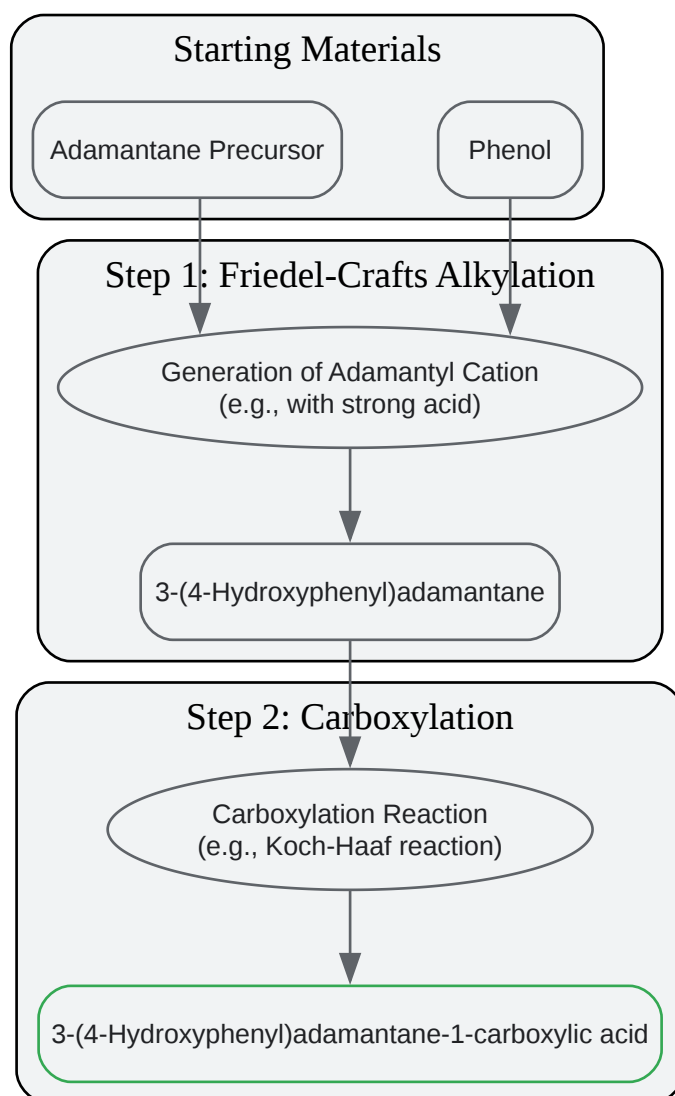 Starting Materials
Adamantane Precursor
Phenol
Step 1: Friedel-Crafts Alkylation
Generation of Adamantyl Cation
(e.g., with strong acid)
3-(4-Hydroxyphenyl)adamantane
Step 2: Carboxylation
Carboxylation Reaction
(e.g., Koch-Haaf reaction)
3-(4-Hydroxyphenyl)adamantane-1-carboxylic acid